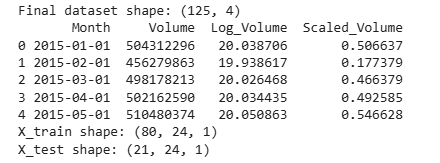 Final dataset shape: (125, 4)
Month Volume Log_Volume Scaled_Volume
0 2015-01-01 504312296 20.038706 0.506637
1 2015-02-01 456279863 19.938617 0.177379
2 2015-03-01 498178213 20.026468 0.466379
3 2015-04-01 502162590 20.034435 0.492585
4 2015-05-01 510480374 20.050863 0.546628
X_train shape: (80, 24, 1)
X_test shape: (21, 24, 1)